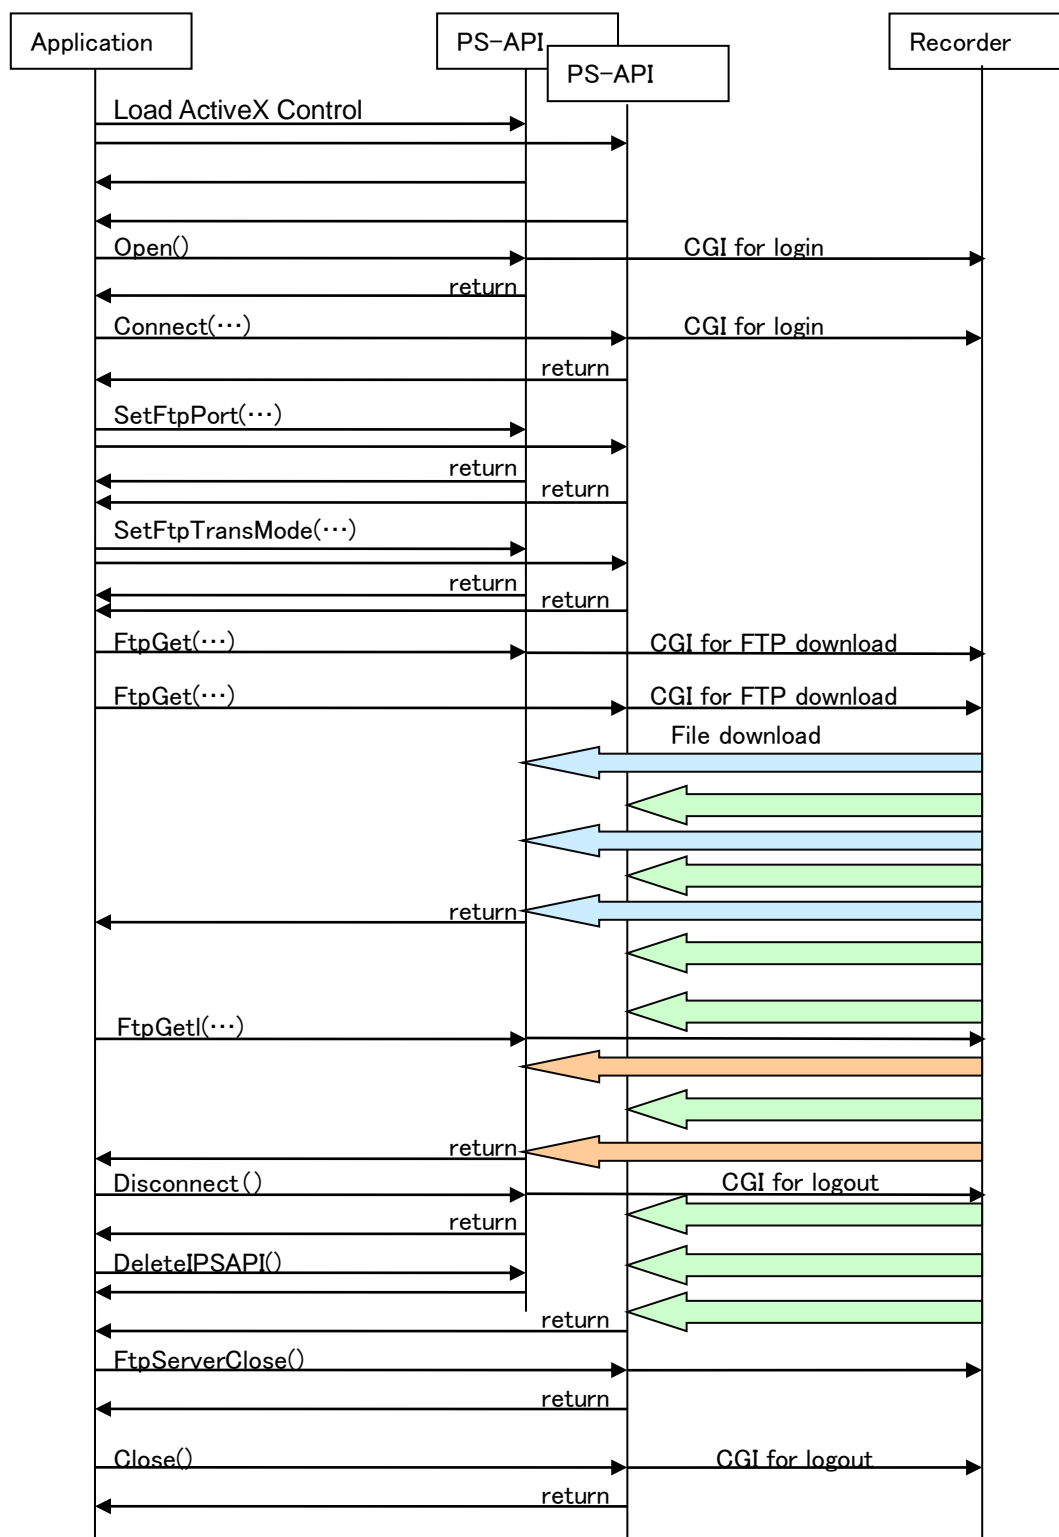 Application
PS-API
PS-API
Recorder
Load ActiveX Control
Open()
CGI for login
return
Connect(···)
CGI for login
return
SetFtpPort(···)
return
return
SetFtpTransMode(···)
return
return
FtpGet(···)
CGI for FTP download
FtpGet(···)
CGI for FTP download
File download
return
FtpGetl(···)
return
Disconnect()
CGI for logout
return
DeleteIPSAPI()
return
FtpServerClose()
return
Close()
CGI for logout
return